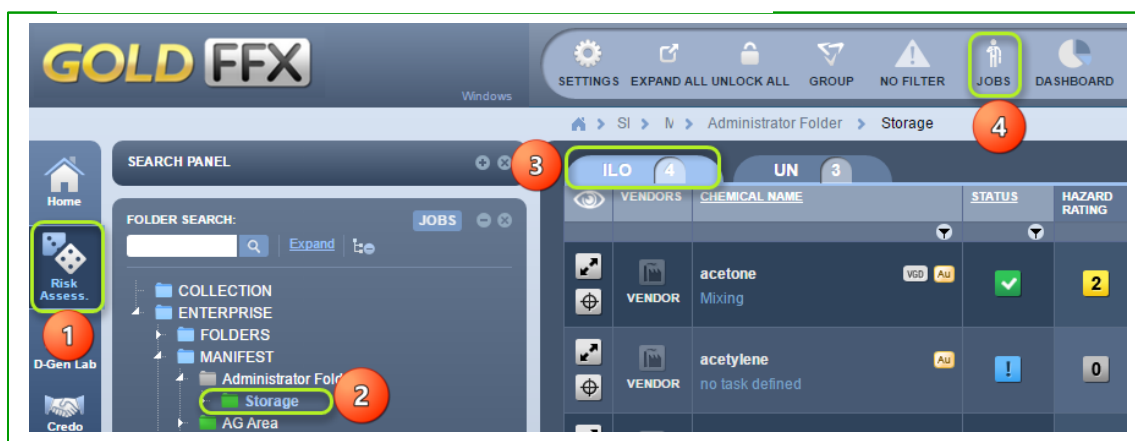 GOLD FFX
Windows
SETTINGS EXPAND ALL UNLOCK ALL GROUP NO FILTER JOBS DASHBOARD
4
SI > M > Administrator Folder > Storage
Home
SEARCH PANEL
3
ILO 4 UN 3
VENDORS CHEMICAL NAME STATUS HAZARD
RATING
FOLDER SEARCH: JOBS
Expand
Risk
Assess.
1
COLLECTION
ENTERPRISE
FOLDERS
MANIFEST
Administrator Fold
Storage
2
AG Area
D-Gen Lab
Credo
acetone VGD Au
VENDOR Mixing 2
acetylene Au
VENDOR no task defined ! 0